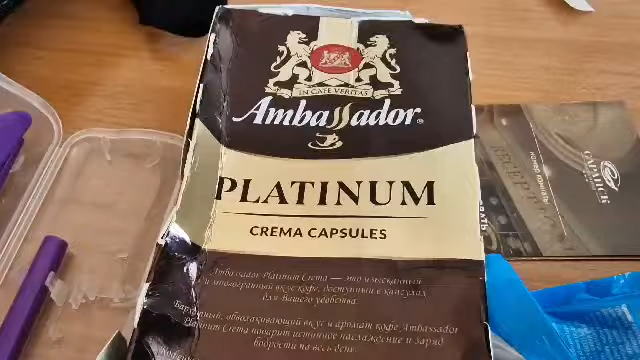 IN CAFE VERITAS
Ambassador®
PLATINUM
CREMA CAPSULES
Ambassador Platinum Crema — это изысканный
и многогранный вкус кофе, доступный в капсулах
для Вашего удобства.
Бархатный, обволакивающий вкус и аромат кофе Ambassador
Platinum Crema подарит истинное наслаждение и заряд
бодрости на весь день.
RECEPT